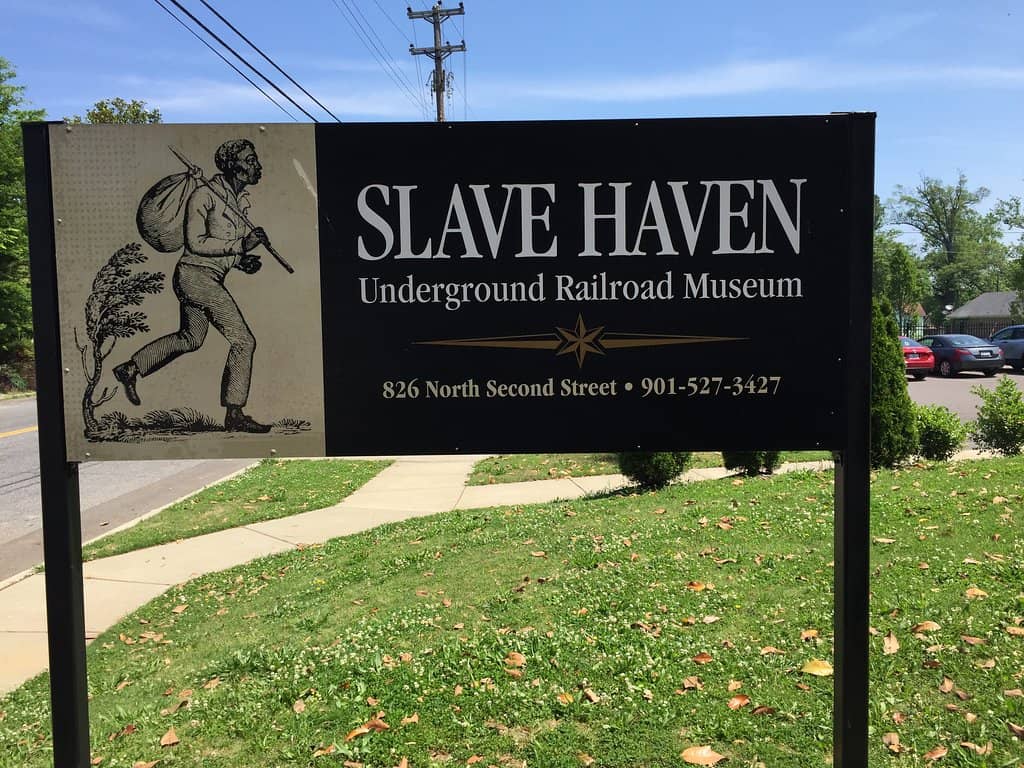 SLAVE HAVEN
Underground Railroad Museum
826 North Second Street • 901-527-3427